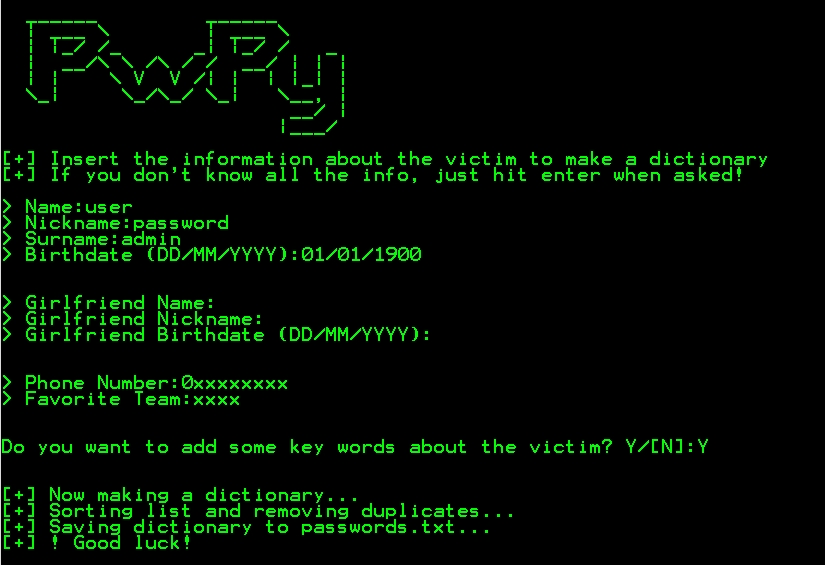 PwPy
[+] Insert the information about the victim to make a dictionary
[+] If you don't know all the info, just hit enter when asked!
> Name:user
> Nickname:password
> Surname:admin
> Birthdate (DD/MM/YYYY):01/01/1900
> Girlfriend Name:
> Girlfriend Nickname:
> Girlfriend Birthdate (DD/MM/YYYY):
> Phone Number:0xxxxxxxx
> Favorite Team:xxxx
Do you want to add some key words about the victim? Y/[N]:Y
[+] Now making a dictionary...
[+] Sorting list and removing duplicates...
[+] Saving dictionary to passwords.txt...
[+] ! Good luck!